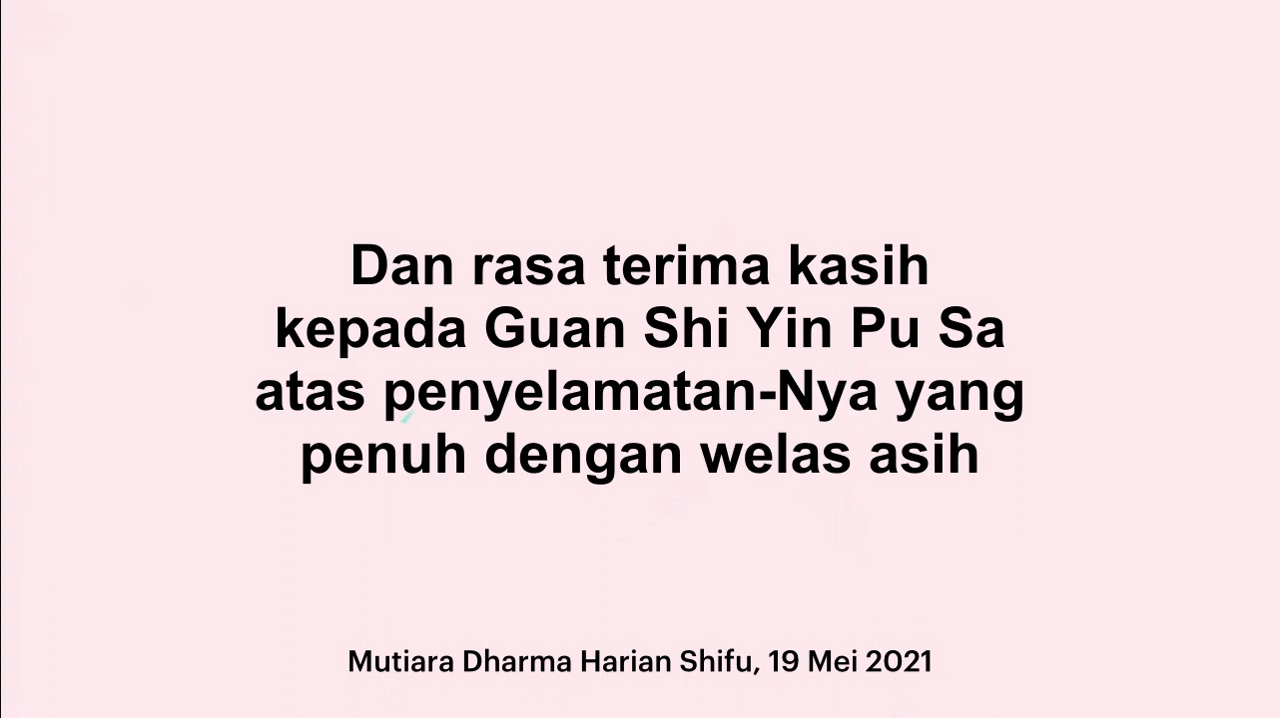 Dan rasa terima kasih
kepada Guan Shi Yin Pu Sa
atas penyelamatan-Nya yang
penuh dengan welas asih
Mutiara Dharma Harian Shifu, 19 Mei 2021